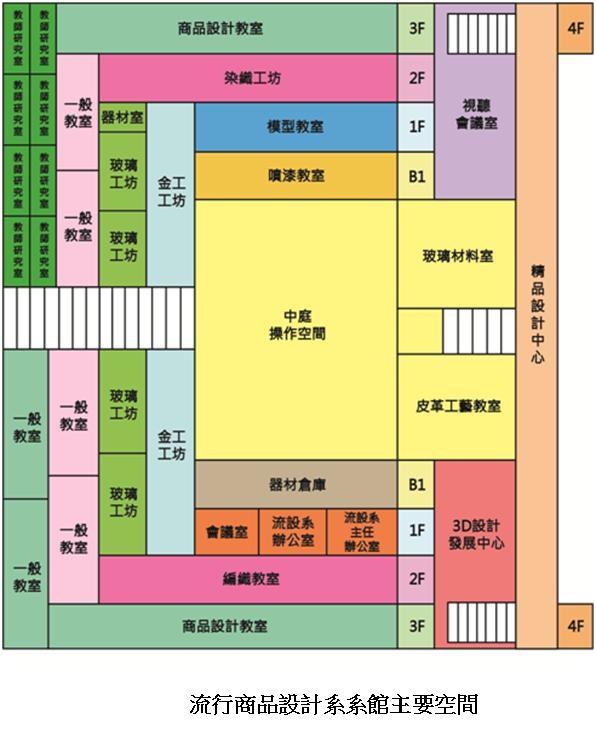 教師研究室
教師研究室
商品設計教室
3F
4F
一般
教室
染織工坊
2F
視聽
會議室
教師研究室
教師研究室
器材室
模型教室
1F
玻璃
工坊
金工
工坊
噴漆教室
B1
教師研究室
教師研究室
一般
教室
教師研究室
教師研究室
玻璃
工坊
玻璃材料室
精品設計中心
中庭
操作空間
一般
教室
一般
教室
玻璃
工坊
金工
工坊
皮革工藝教室
器材倉庫
B1
玻璃
工坊
一般
教室
會議室
流設系
辦公室
流設系
主任
辦公室
1F
3D設計
發展中心
一般
教室
編織教室
2F
商品設計教室
3F
4F
流行商品設計系系館主要空間